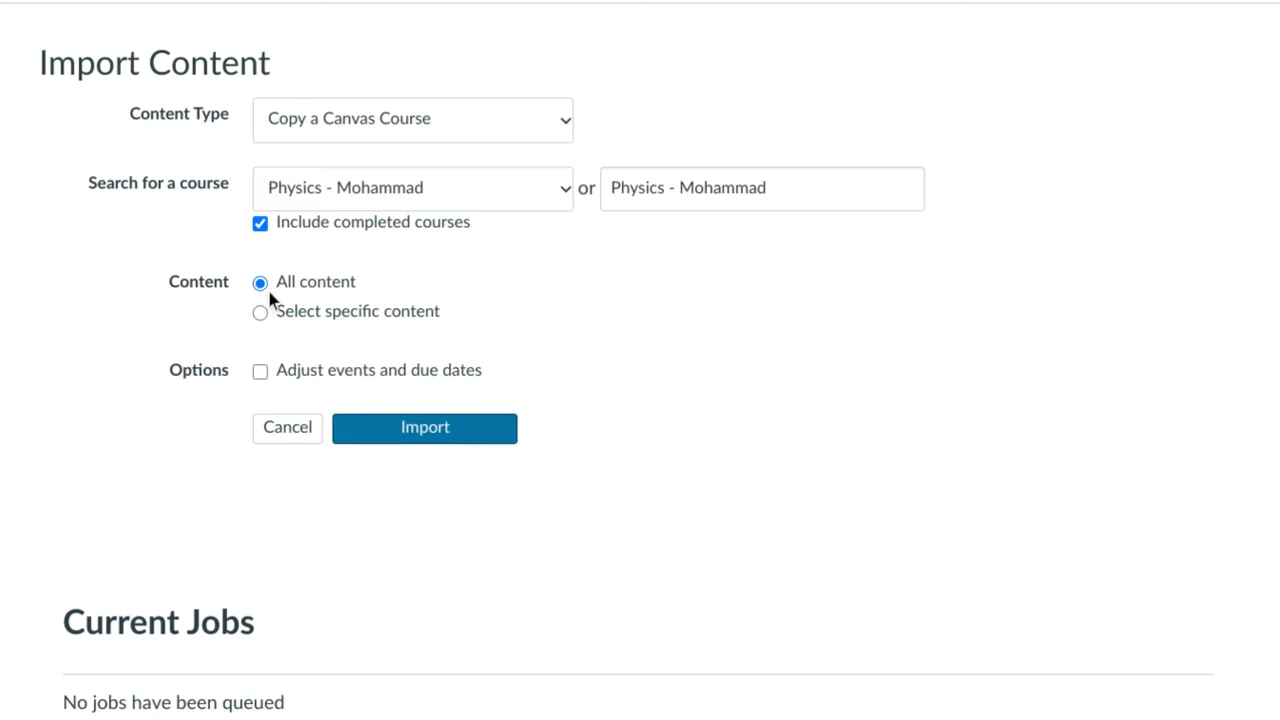 Import Content
Content Type
Copy a Canvas Course
Search for a course
Physics - Mohammad or Physics - Mohammad
Include completed courses
Content
All content
Select specific content
Options
Adjust events and due dates
Cancel Import
Current Jobs
No jobs have been queued